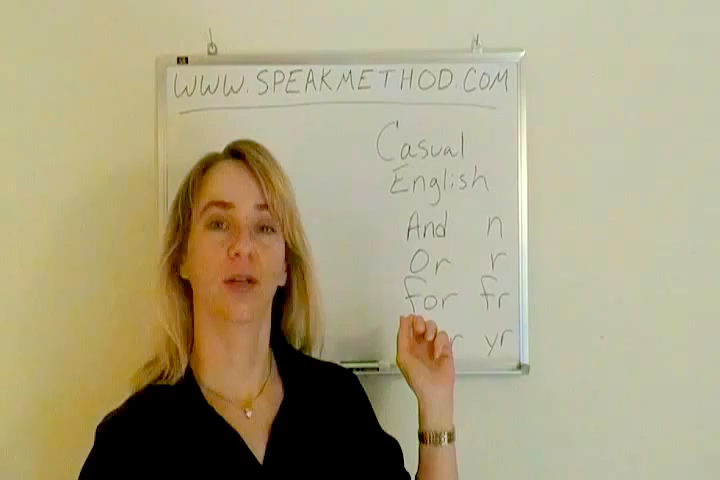 WWW.SPEAKMETHOD.COM
Casual
English
And n
Or r
for fr
yr